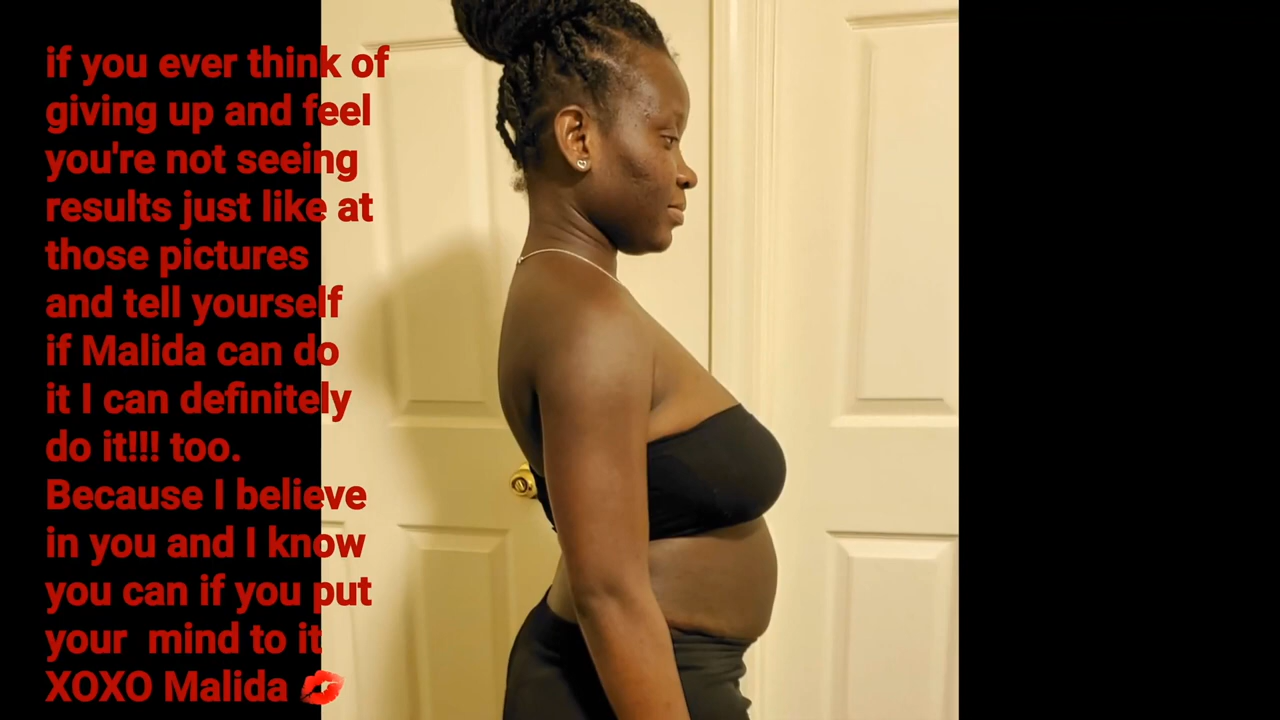 if you ever think of
giving up and feel
you're not seeing
results just like at
those pictures
and tell yourself
if Malida can do
it I can definitely
do it!!! too.
Because I believe
in you and I know
you can if you put
your  mind to it
XOXO Malida 💋